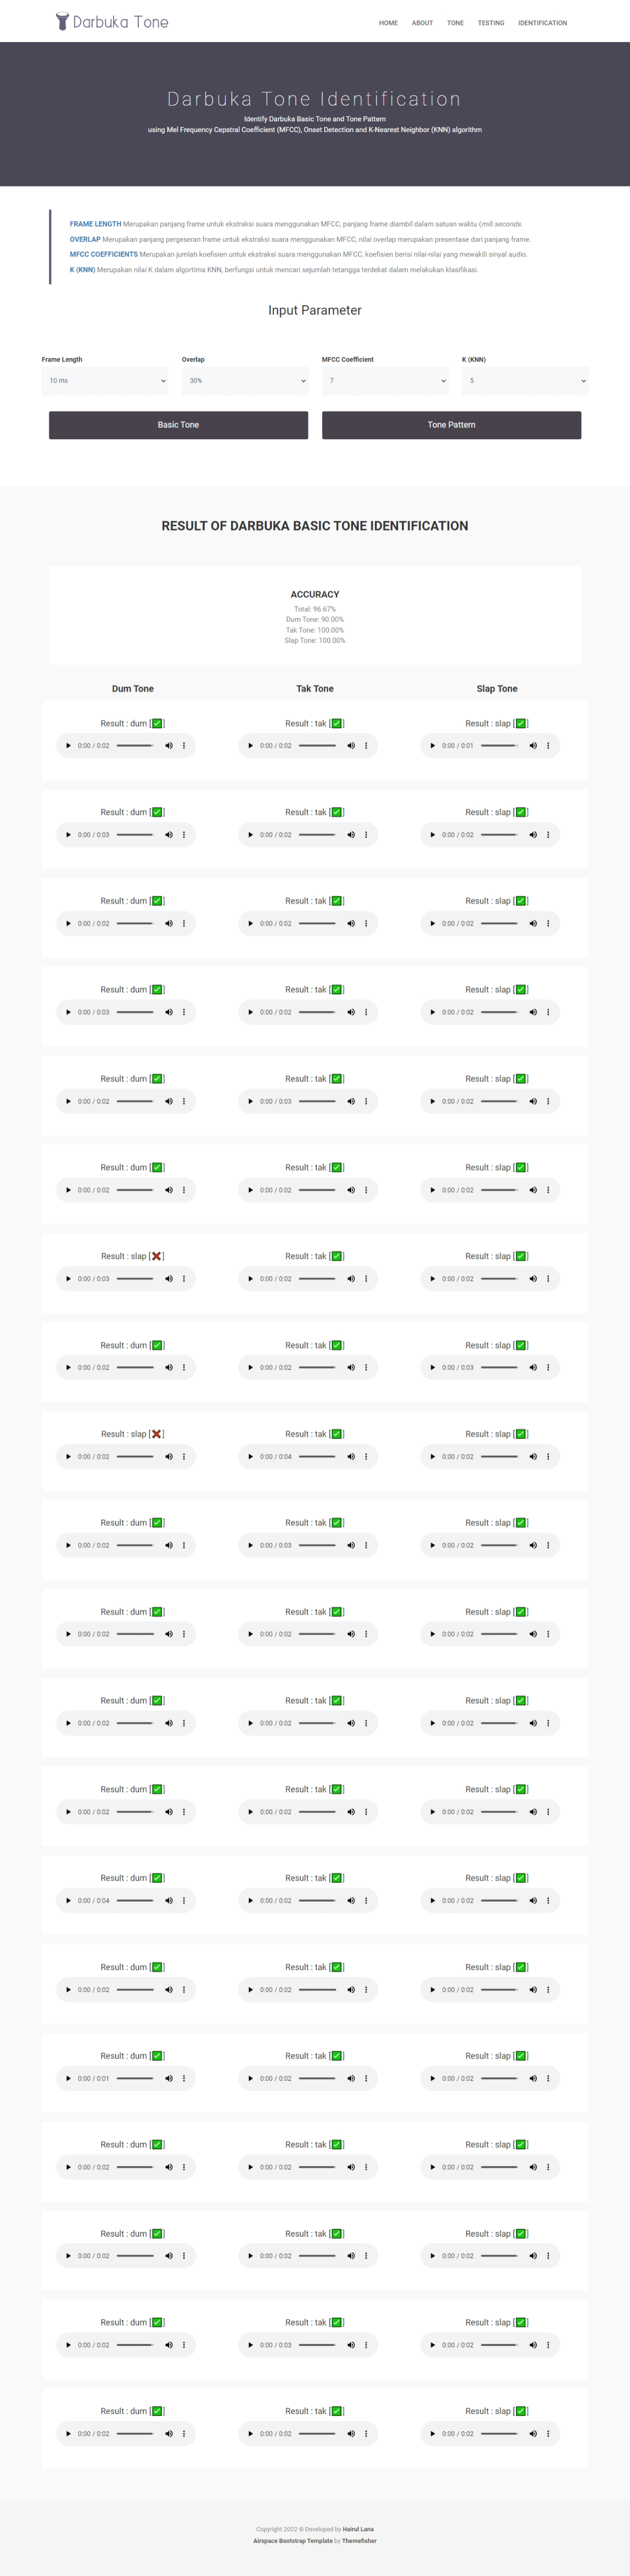 Darbuka Tone
HOME ABOUT TONE TESTING IDENTIFICATION
Darbuka Tone Identification
Identify Darbuka Basic Tone and Tone Pattern
using Mel Frequency Cepstral Coefficient (MFCC), Onset Detection and K-Nearest Neighbor (KNN) algorithm
FRAME LENGTH Merupakan panjang frame untuk ekstraksi suara menggunakan MFCC, panjang frame diambil dalam satuan waktu (mili seconds
OVERLAP Merupakan panjang pergeseran frame untuk ekstraksi suara menggunakan MFCC, nilai overlap merupakan presentase dari panjang frame.
MFCC COEFFICIENTS Merupakan jumlah koefisien untuk ekstraksi suara menggunakan MFCC, koefisien berisi nilai-nilai yang mewakili sinyal audio.
K (KNN) Merupakan nilai K dalam algortima KNN, berfungsi untuk mencari sejumlah tetangga terdekat dalam melakukan klasifikasi.
Input Parameter
Frame Length Overlap MFCC Coefficient K (KNN)
10 ms 30% 7 5
Basic Tone Tone Pattern
RESULT OF DARBUKA BASIC TONE IDENTIFICATION
ACCURACY
Total: 96.67%
Dum Tone: 90.00%
Tak Tone: 100.00%
Slap Tone: 100.00%
Dum Tone Tak Tone Slap Tone
Result : dum [✅] Result : tak [✅] Result : slap [✅]
0:00 / 0:02 0:00 / 0:02 0:00 / 0:01
Result : dum [✅] Result : tak [✅] Result : slap [✅]
0:00 / 0:03 0:00 / 0:02 0:00 / 0:02
Result : dum [✅] Result : tak [✅] Result : slap [✅]
0:00 / 0:02 0:00 / 0:02 0:00 / 0:02
Result : dum [✅] Result : tak [✅] Result : slap [✅]
0:00 / 0:03 0:00 / 0:02 0:00 / 0:02
Result : dum [✅] Result : tak [✅] Result : slap [✅]
0:00 / 0:02 0:00 / 0:03 0:00 / 0:02
Result : dum [✅] Result : tak [✅] Result : slap [✅]
0:00 / 0:02 0:00 / 0:02 0:00 / 0:02
Result : slap [❌] Result : tak [✅] Result : slap [✅]
0:00 / 0:03 0:00 / 0:02 0:00 / 0:02
Result : dum [✅] Result : tak [✅] Result : slap [✅]
0:00 / 0:02 0:00 / 0:02 0:00 / 0:03
Result : slap [❌] Result : tak [✅] Result : slap [✅]
0:00 / 0:02 0:00 / 0:04 0:00 / 0:02
Result : dum [✅] Result : tak [✅] Result : slap [✅]
0:00 / 0:02 0:00 / 0:03 0:00 / 0:02
Result : dum [✅] Result : tak [✅] Result : slap [✅]
0:00 / 0:02 0:00 / 0:02 0:00 / 0:02
Result : dum [✅] Result : tak [✅] Result : slap [✅]
0:00 / 0:02 0:00 / 0:02 0:00 / 0:02
Result : dum [✅] Result : tak [✅] Result : slap [✅]
0:00 / 0:02 0:00 / 0:02 0:00 / 0:02
Result : dum [✅] Result : tak [✅] Result : slap [✅]
0:00 / 0:04 0:00 / 0:02 0:00 / 0:02
Result : dum [✅] Result : tak [✅] Result : slap [✅]
0:00 / 0:02 0:00 / 0:02 0:00 / 0:02
Result : dum [✅] Result : tak [✅] Result : slap [✅]
0:00 / 0:01 0:00 / 0:02 0:00 / 0:02
Result : dum [✅] Result : tak [✅] Result : slap [✅]
0:00 / 0:02 0:00 / 0:02 0:00 / 0:02
Result : dum [✅] Result : tak [✅] Result : slap [✅]
0:00 / 0:02 0:00 / 0:02 0:00 / 0:02
Result : dum [✅] Result : tak [✅] Result : slap [✅]
0:00 / 0:02 0:00 / 0:03 0:00 / 0:02
Result : dum [✅] Result : tak [✅] Result : slap [✅]
0:00 / 0:02 0:00 / 0:02 0:00 / 0:02
Copyright 2022 © Developed by Hairul Lana
Airspace Bootstrap Template by Themefisher